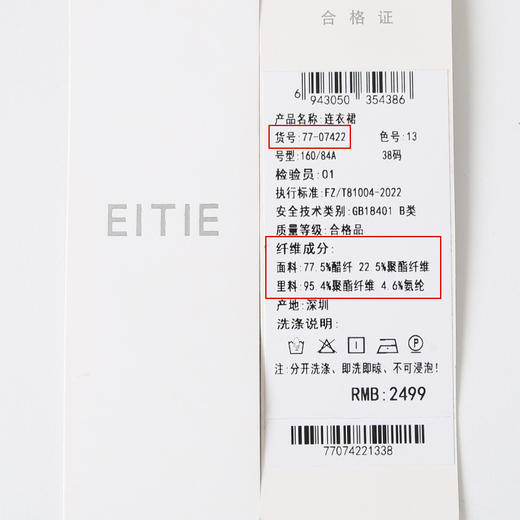 合格证
6 943050 354386
产品名称:连衣裙
货号:77-07422 色号:13
号型:160/84A 38码
检验员:01
执行标准:FZ/T81004-2022
安全技术类别:GB18401 B类
质量等级:合格品
纤维成分:
面料:77.5%醋纤 22.5%聚酯纤维
里料:95.4%聚酯纤维 4.6%氨纶
产地:深圳
洗涤说明:
注:分开洗涤、即洗即晾、不可浸泡!
RMB:2499
77074221338
EITIE